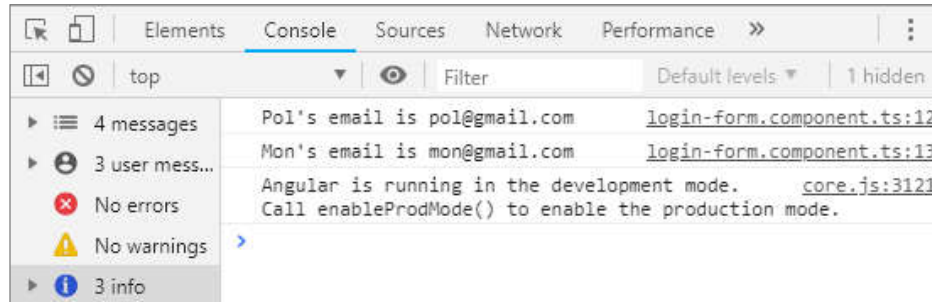 Elements Console Sources Network Performance »
top Filter Default levels 1 hidden
4 messages
3 user mess...
No errors
No warnings
3 info
Pol's email is pol@gmail.com login-form.component.ts:12
Mon's email is mon@gmail.com login-form.component.ts:13
Angular is running in the development mode. core.js:3121
Call enableProdMode() to enable the production mode.
>